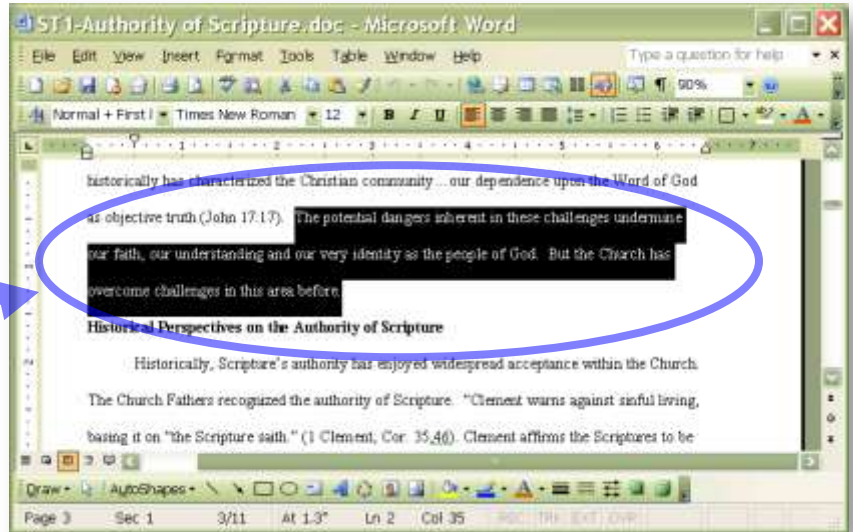 ST1-Authority of Scripture.doc - Microsoft Word
File Edit View Insert Format Tools Table Window Help Type a question for help
90%
Normal + First l Times New Roman 12 B I U
1 2 3 4 5 6 7
historically has characterized the Christian community...our dependence upon the Word of God
as objective truth (John 17:17). The potential dangers inherent in these challenges undermine
our faith, our understanding and our very identity as the people of God. But the Church has
overcome challenges in this area before.
Historical Perspectives on the Authority of Scripture
Historically, Scripture's authority has enjoyed widespread acceptance within the Church.
The Church Fathers recognized the authority of Scripture. "Clement warns against sinful living,
basing it on "the Scripture saith." (1 Clement, Cor. 35,46). Clement affirms the Scriptures to be
Draw AutoShapes
Page 3 Sec 1 3/11 At 1.3" Ln 2 Col 35 REC TRK EXT OVR